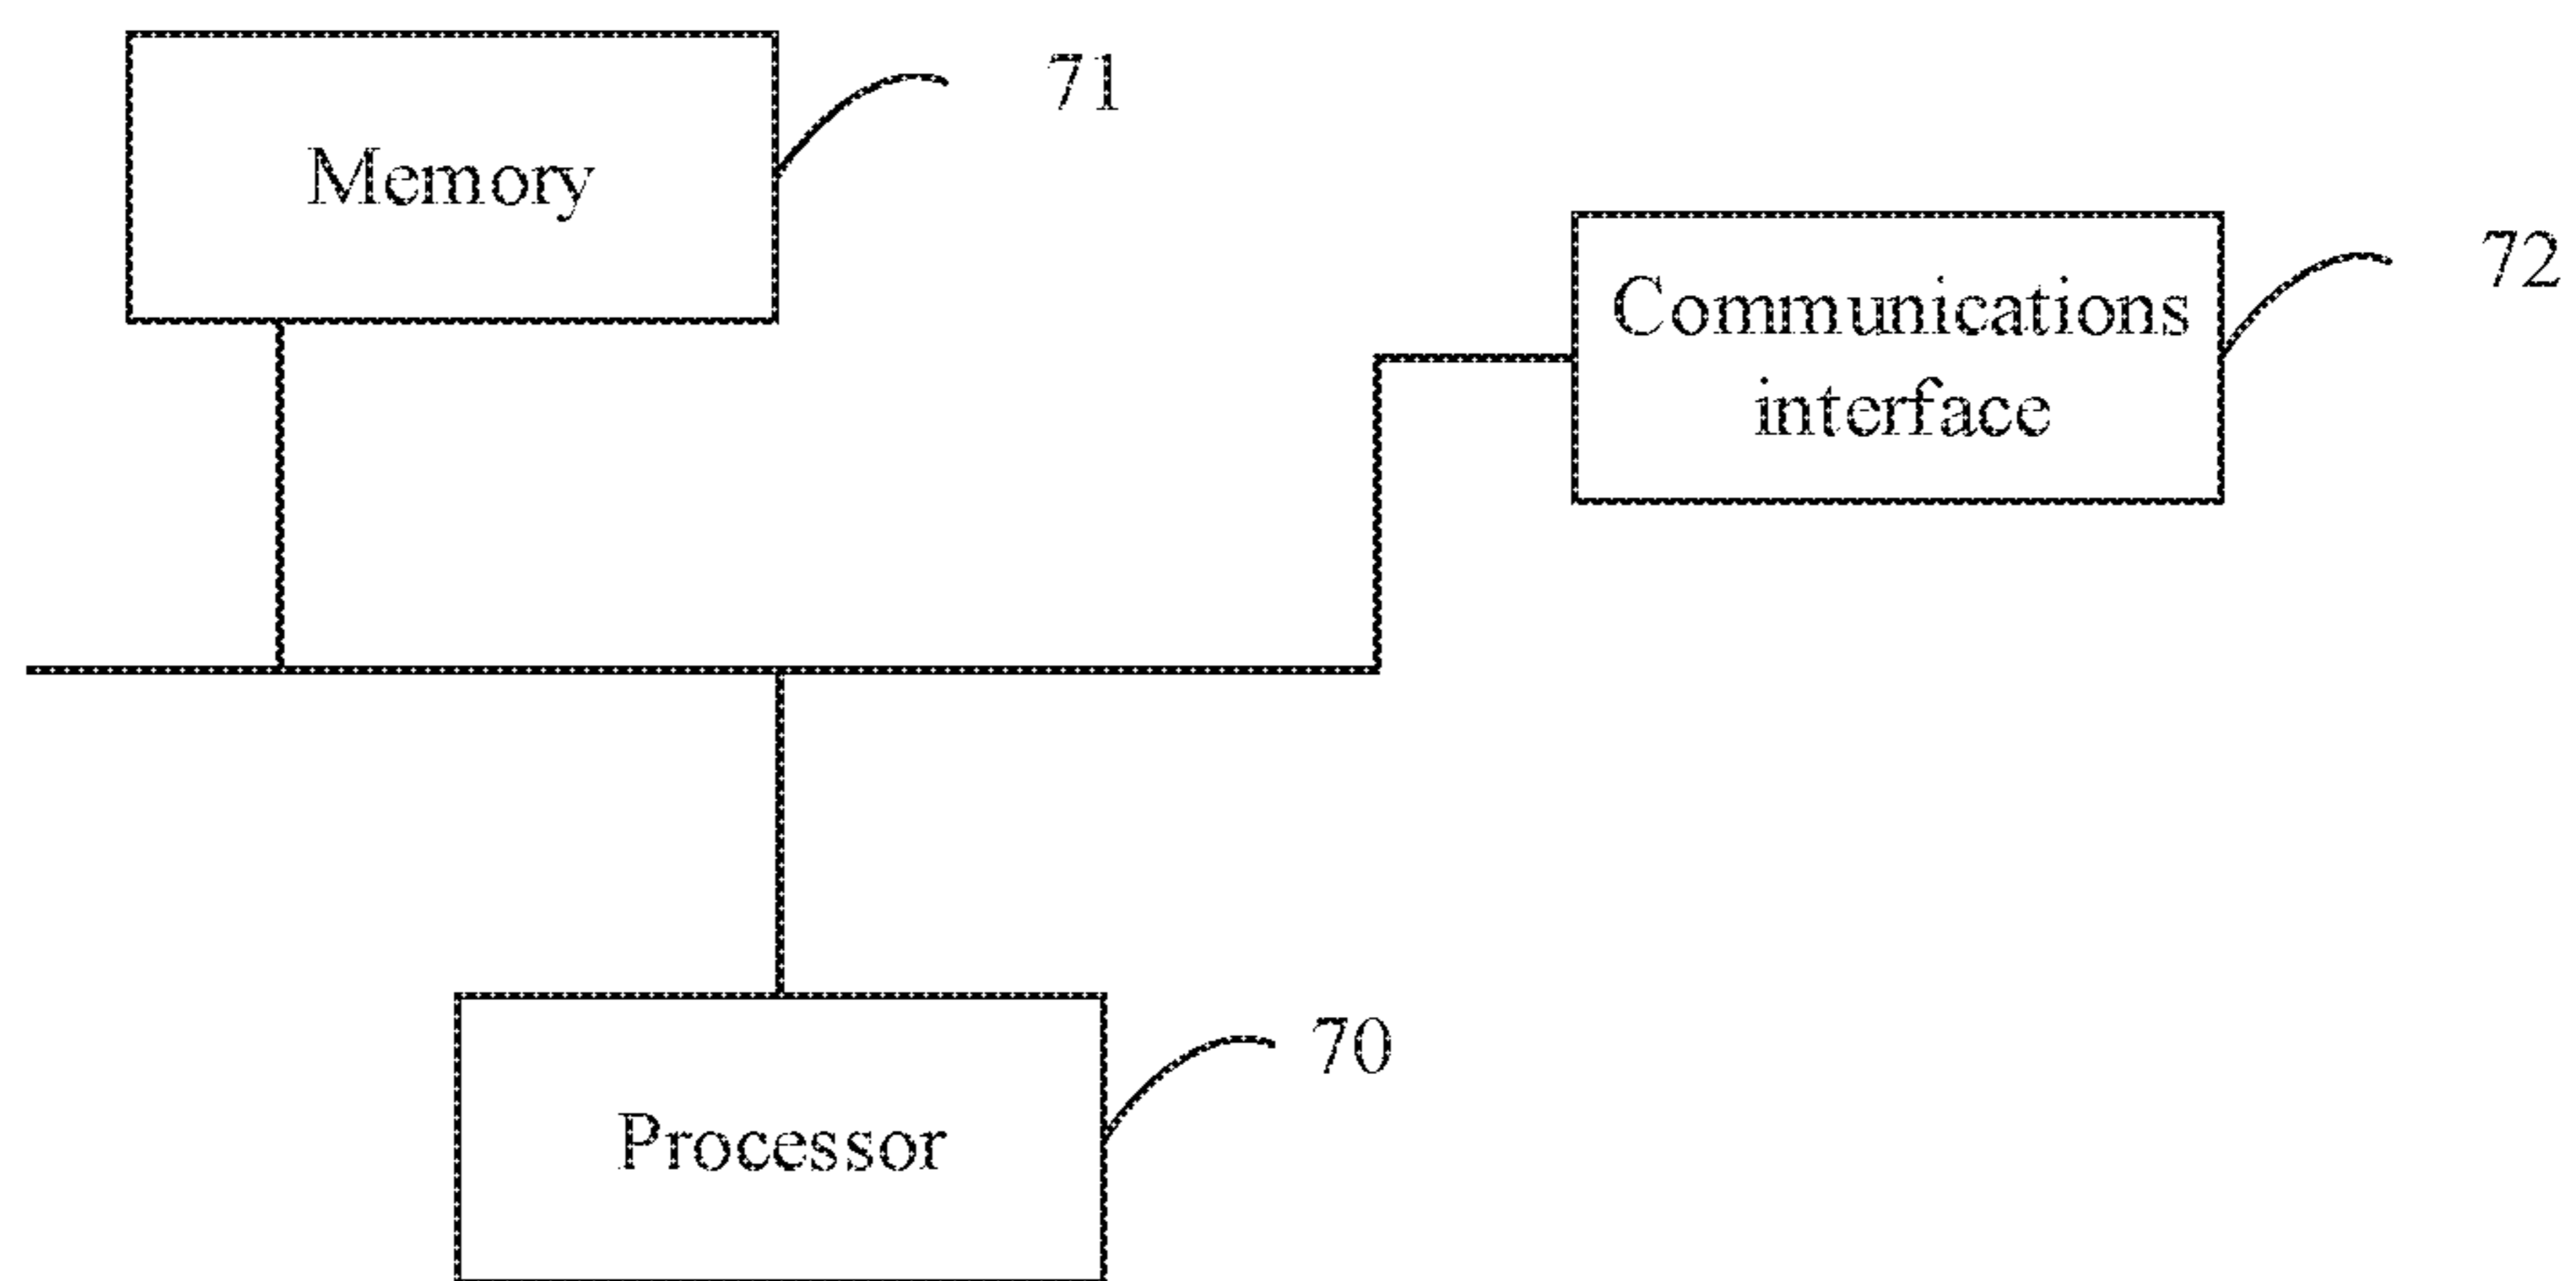 71
Memory
72
Communications
interface
70
Processor